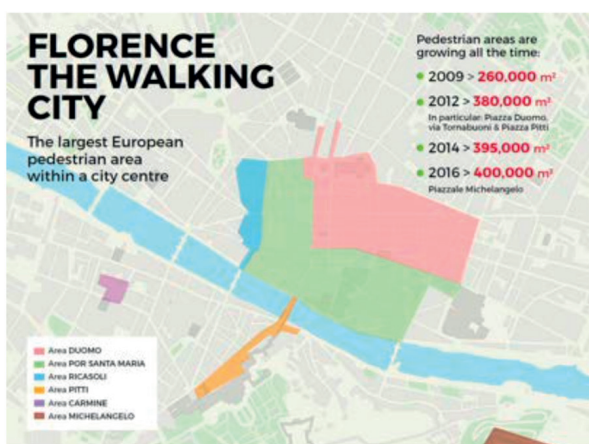 FLORENCE
THE WALKING
CITY
The largest European
pedestrian area
within a city centre
Pedestrian areas are
growing all the time:
2009 > 260,000 m²
2012 > 380,000 m²
In particular: Piazza Duomo,
via Tornabuoni & Piazza Pitti
2014 > 395,000 m²
2016 > 400,000 m²
Piazzale Michelangelo
Area DUOMO
Area POR SANTA MARIA
Area RICASOLI
Area PITTI
Area CARMINE
Area MICHELANGELO